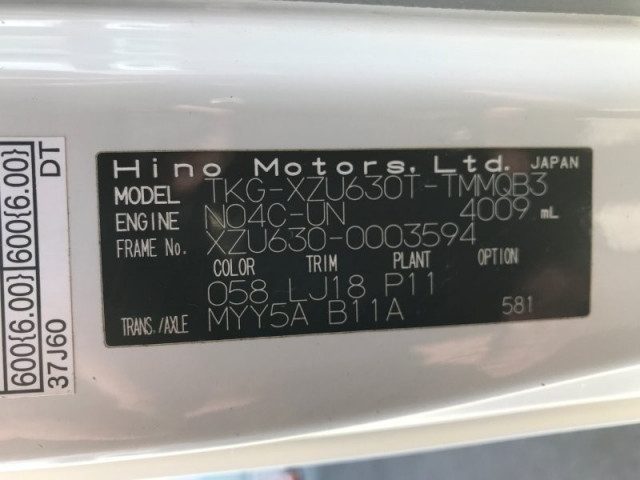 Hino Motors, Ltd. JAPAN
MODEL TKG-XZU630T-TMMQB3
ENGINE N04C-UN 4009 mL
FRAME No. XZU630-0003594
COLOR TRIM PLANT OPTION
058 LJ18 P11
TRANS./AXLE MYY5A B11A 581
600{6.00} 600{6.00}
37J60 DT